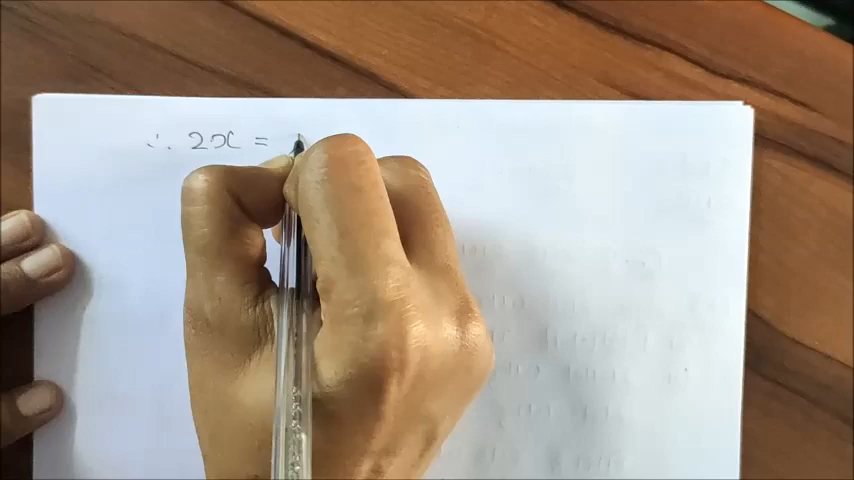 ∴ 2x =